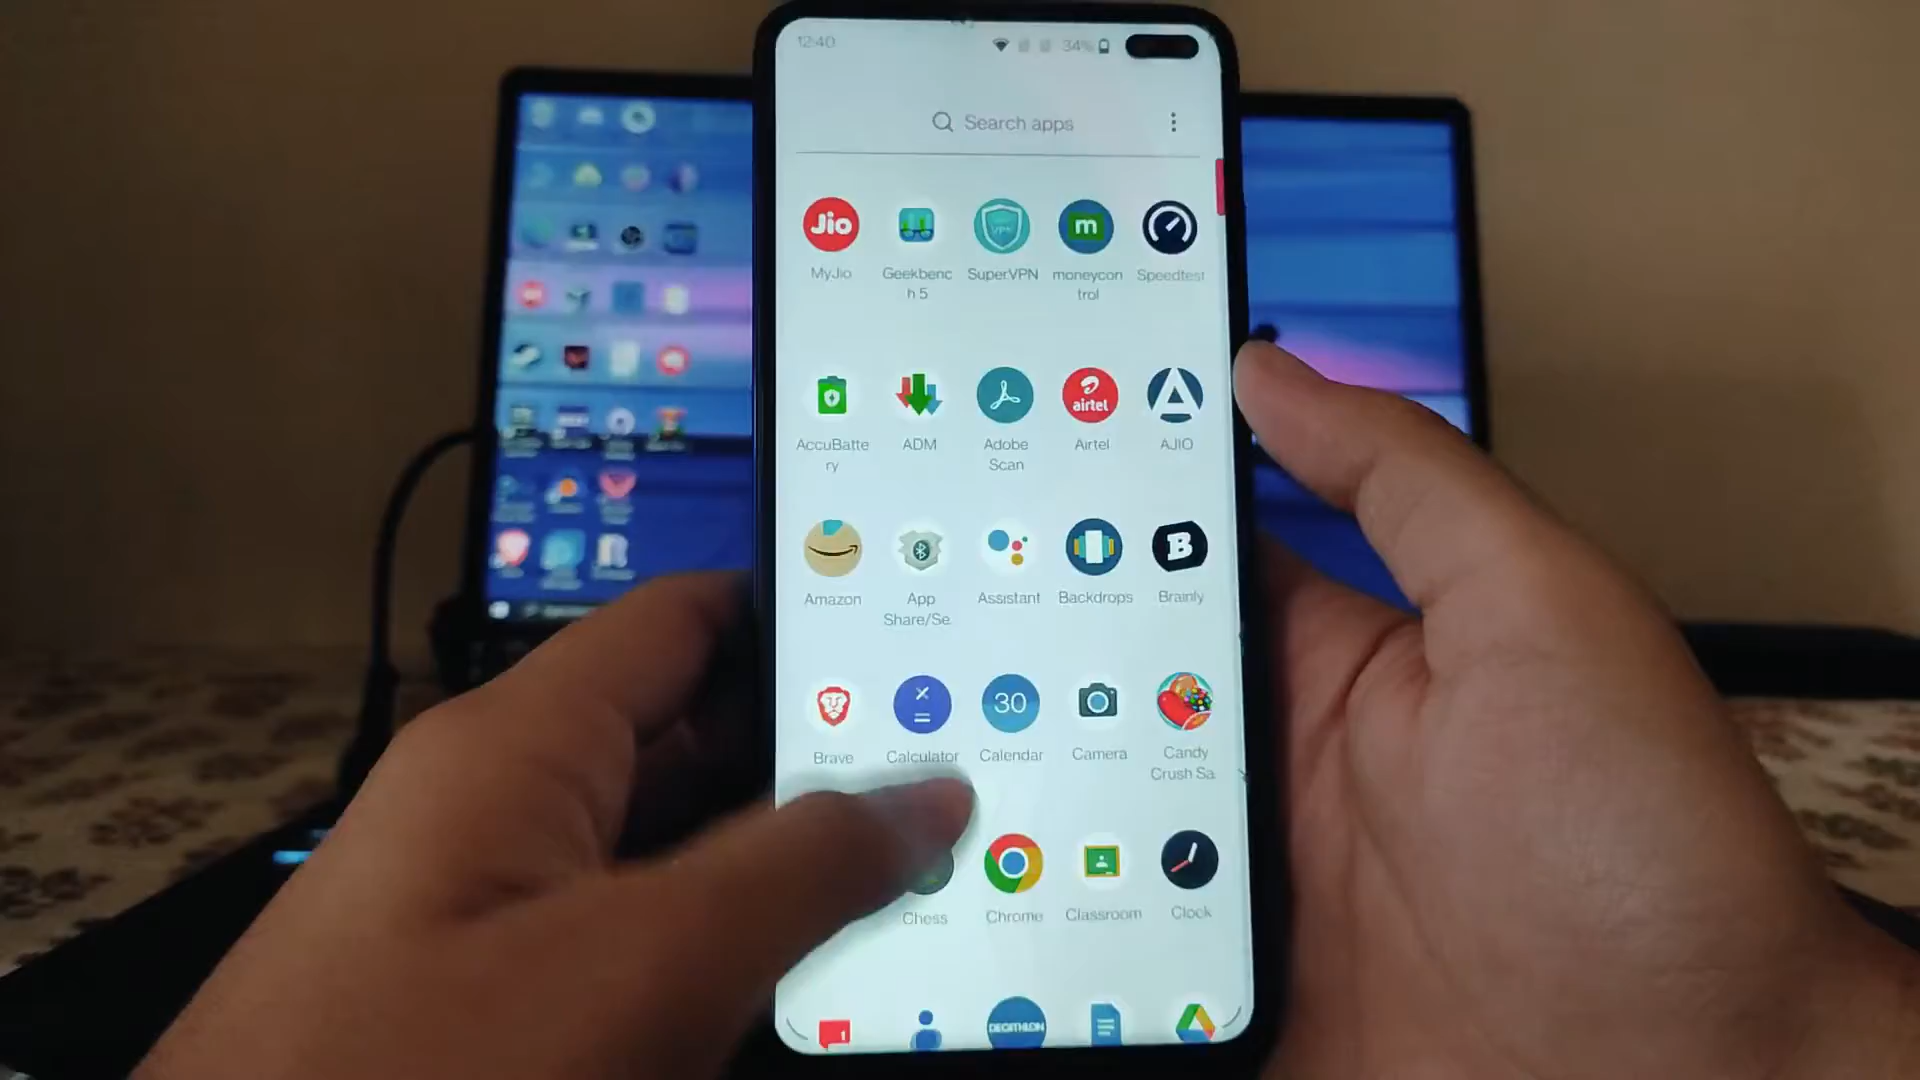 12:40
34%
Search apps
Jio
m
MyJio
Geekbenc
h 5
SuperVPN
moneycon
trol
Speedtest
airtel
AccuBatte
ry
ADM
Adobe
Scan
Airtel
AJIO
B
Amazon
App
Share/Se
Assistant
Backdrops
Brainly
30
Brave
Calculator
Calendar
Camera
Candy
Crush Sa
Chess
Chrome
Classroom
Clock
1
DECATHLON